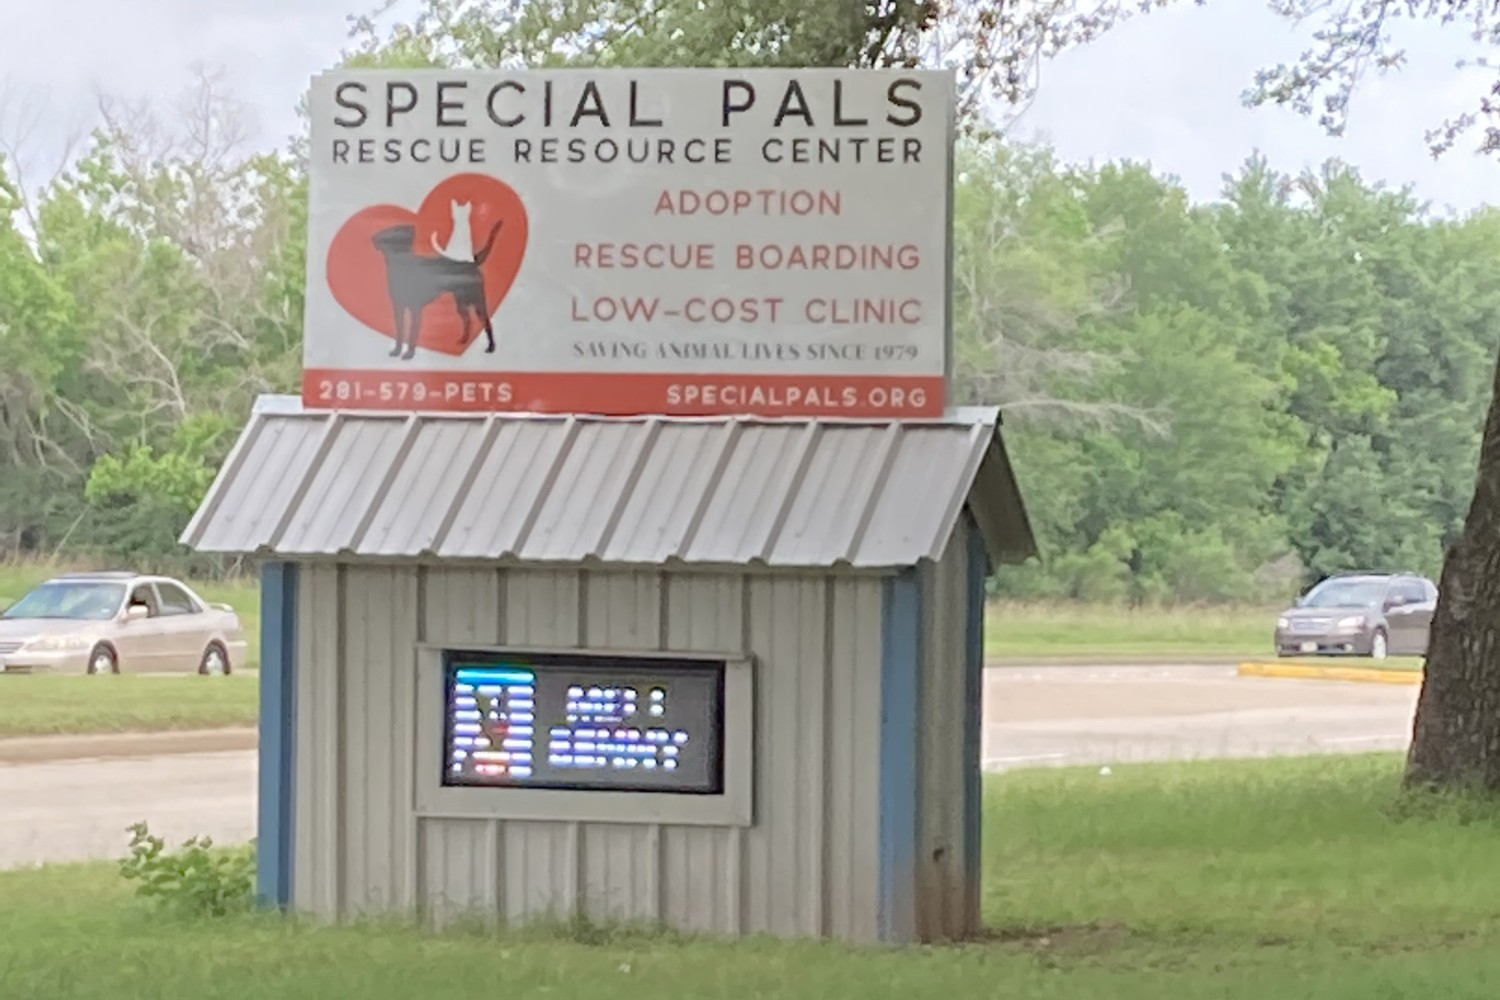 SPECIAL PALS
RESCUE RESOURCE CENTER
ADOPTION
RESCUE BOARDING
LOW-COST CLINIC
SAVING ANIMAL LIVES SINCE 1979
281-579-PETS
SPECIALPALS.ORG